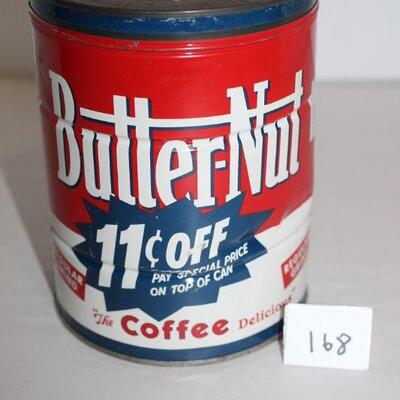 Butter-Nut
11¢ OFF
PAY SPECIAL PRICE
ON TOP OF CAN
"The Coffee Delicious"
168